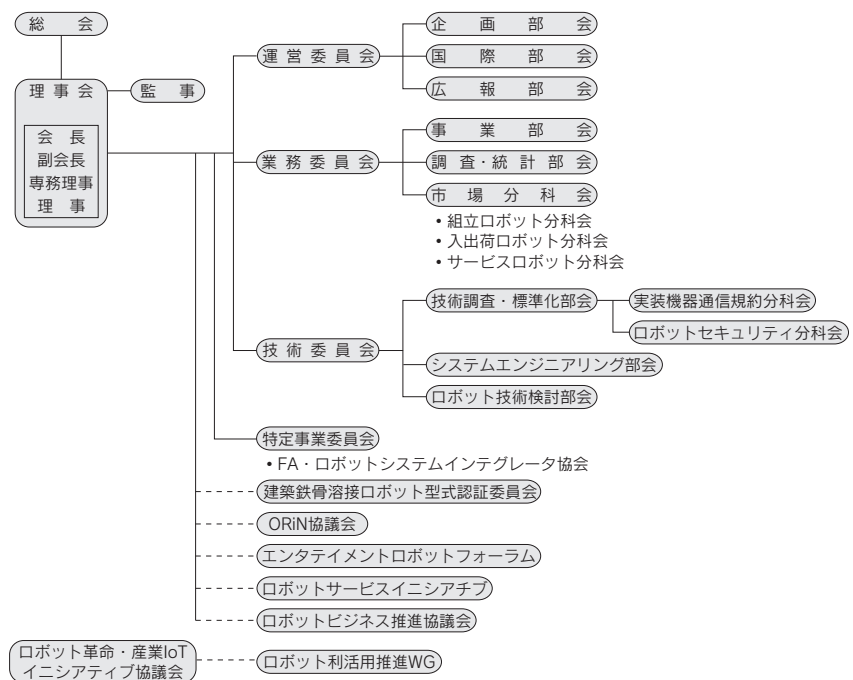 総会
理事会
監事
会長
副会長
専務理事
理事
運営委員会
企画部会
国際部会
広報部会
業務委員会
事業部会
調査・統計部会
市場分科会
・組立ロボット分科会
・入出荷ロボット分科会
・サービスロボット分科会
技術委員会
技術調査・標準化部会
実装機器通信規約分科会
ロボットセキュリティ分科会
システムエンジニアリング部会
ロボット技術検討部会
特定事業委員会
・FA・ロボットシステムインテグレータ協会
建築鉄骨溶接ロボット型式認証委員会
ORiN協議会
エンタテイメントロボットフォーラム
ロボットサービスイニシアチブ
ロボットビジネス推進協議会
ロボット革命・産業IoT
イニシアティブ協議会
ロボット利活用推進WG